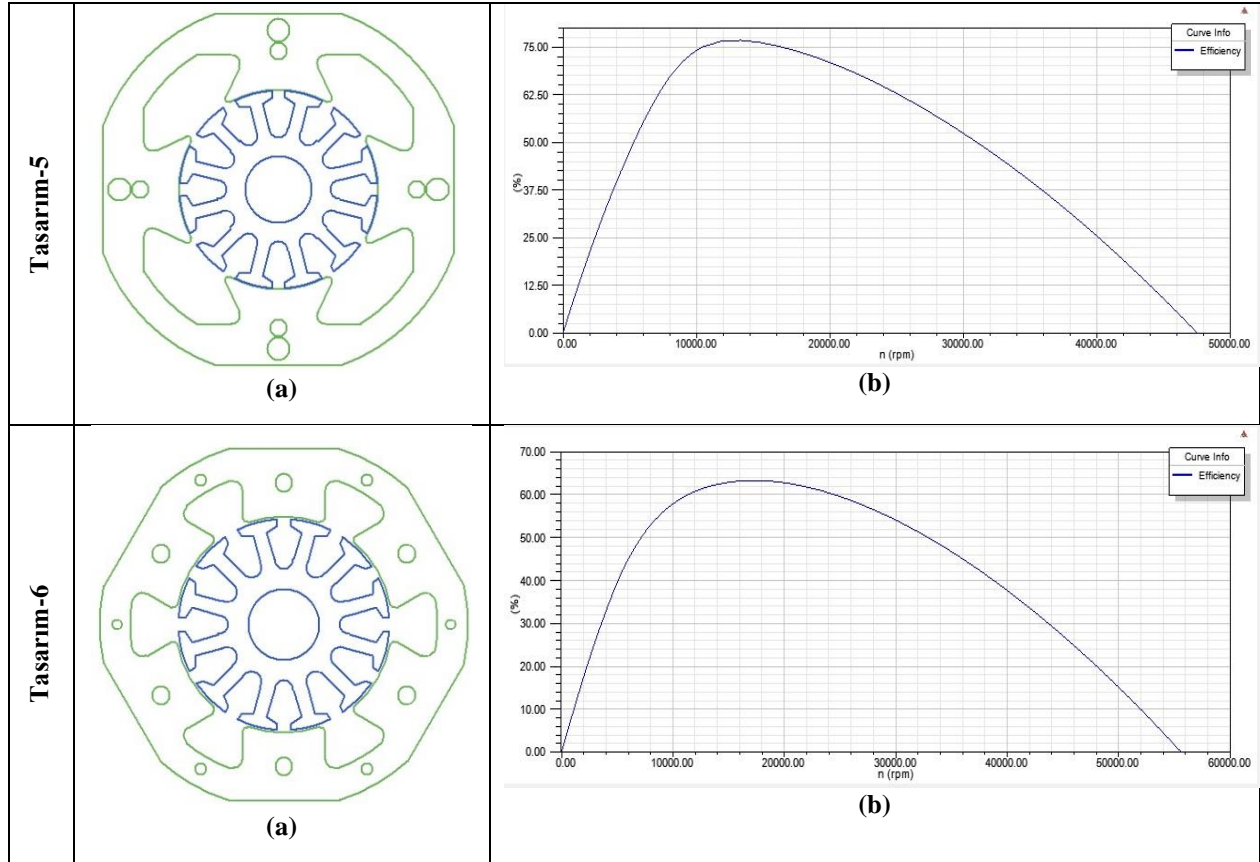 Tasarım-5
(a)
Curve Info
Efficiency
75.00
62.50
50.00
37.50
25.00
12.50
0.00
(%)
0.00 10000.00 20000.00 30000.00 40000.00 50000.00
n (rpm)
(b)
Tasarım-6
(a)
Curve Info
Efficiency
70.00
60.00
50.00
40.00
30.00
20.00
10.00
0.00
(%)
0.00 10000.00 20000.00 30000.00 40000.00 50000.00 60000.00
n (rpm)
(b)